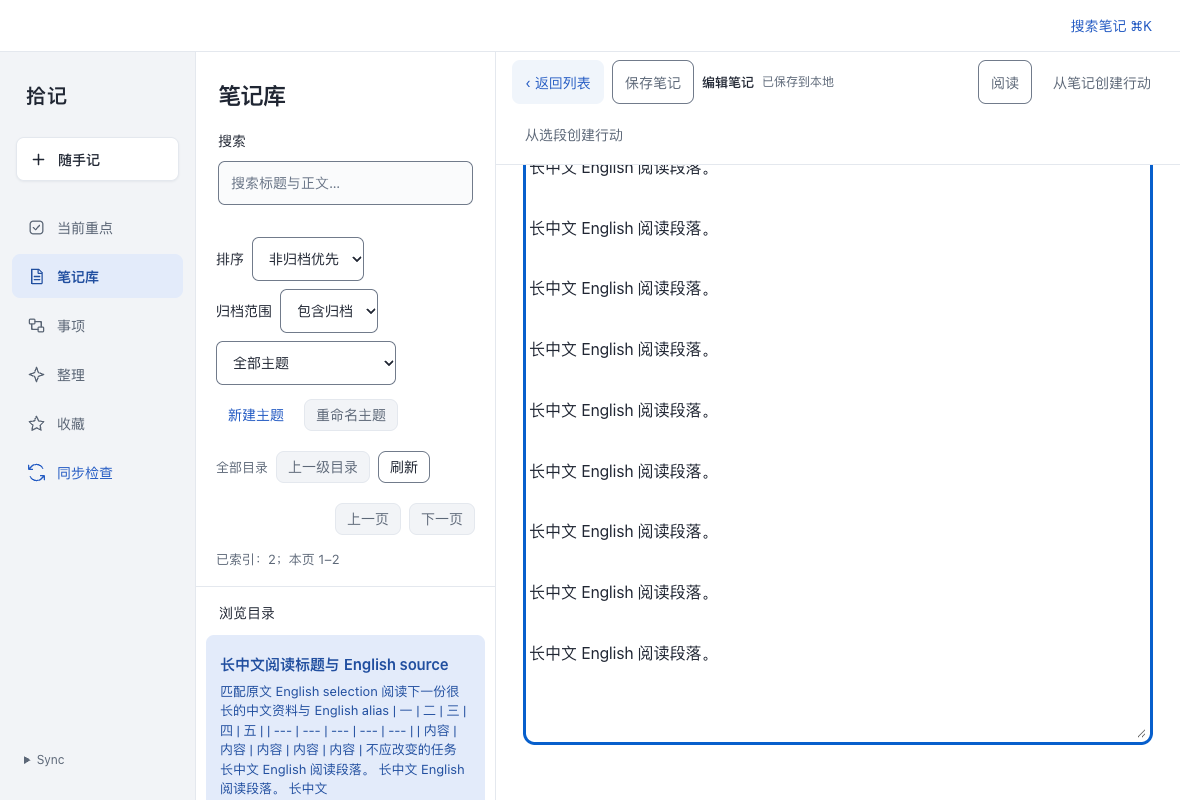 搜索笔记 ⌘K
拾记
随手记
当前重点
笔记库
事项
整理
收藏
同步检查
Sync
笔记库
搜索
搜索标题与正文...
排序 非归档优先
归档范围 包含归档
全部主题
新建主题 重命名主题
全部目录 上一级目录 刷新
上一页 下一页
已索引：2；本页 1–2
浏览目录
长中文阅读标题与 English source
匹配原文 English selection 阅读下一份很
长的中文资料与 English alias | 一 | 二 | 三 |
四 | 五 | | --- | --- | --- | --- | --- | | 内容 |
内容 | 内容 | 内容 | 内容 | 不应改变的任务
长中文 English 阅读段落。 长中文 English
阅读段落。 长中文
‹ 返回列表 保存笔记 编辑笔记 已保存到本地 阅读 从笔记创建行动
从选段创建行动
长中文 English 阅读段落。
长中文 English 阅读段落。
长中文 English 阅读段落。
长中文 English 阅读段落。
长中文 English 阅读段落。
长中文 English 阅读段落。
长中文 English 阅读段落。
长中文 English 阅读段落。
长中文 English 阅读段落。